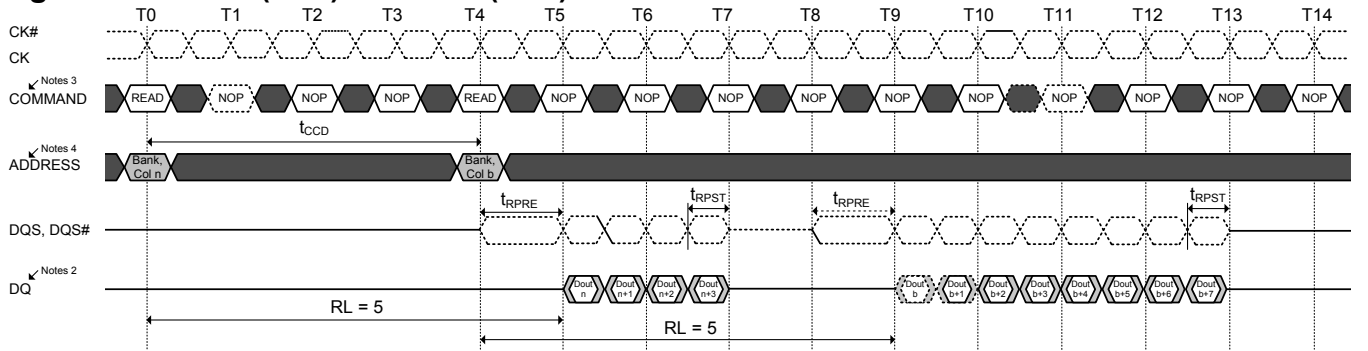 T0 T1 T2 T3 T4 T5 T6 T7 T8 T9 T10 T11 T12 T13 T14
CK#
CK
Notes 3
COMMAND READ NOP NOP NOP READ NOP NOP NOP NOP NOP NOP NOP NOP NOP NOP
tCCD
Notes 4
ADDRESS Bank, Col n Bank, Col b
tRPRE tRPST tRPRE tRPST
DQS, DQS#
Notes 2
DQ Dout n Dout n+1 Dout n+2 Dout n+3 Dout b Dout b+1 Dout b+2 Dout b+3 Dout b+4 Dout b+5 Dout b+6 Dout b+7
RL = 5
RL = 5